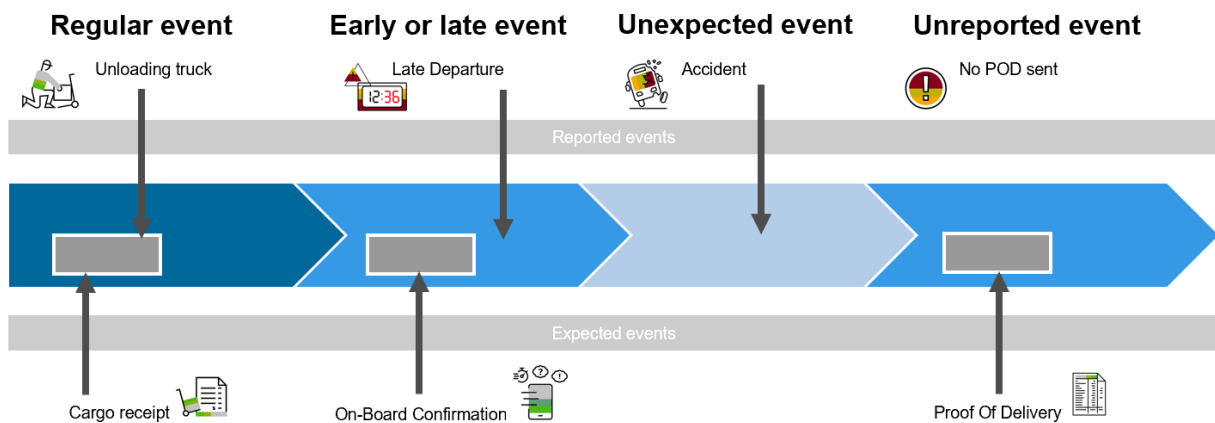 Regular event
Early or late event
Unexpected event
Unreported event
Unloading truck
Late Departure
Accident
No POD sent
12:36
Reported events
Expected events
Cargo receipt
On-Board Confirmation
Proof Of Delivery